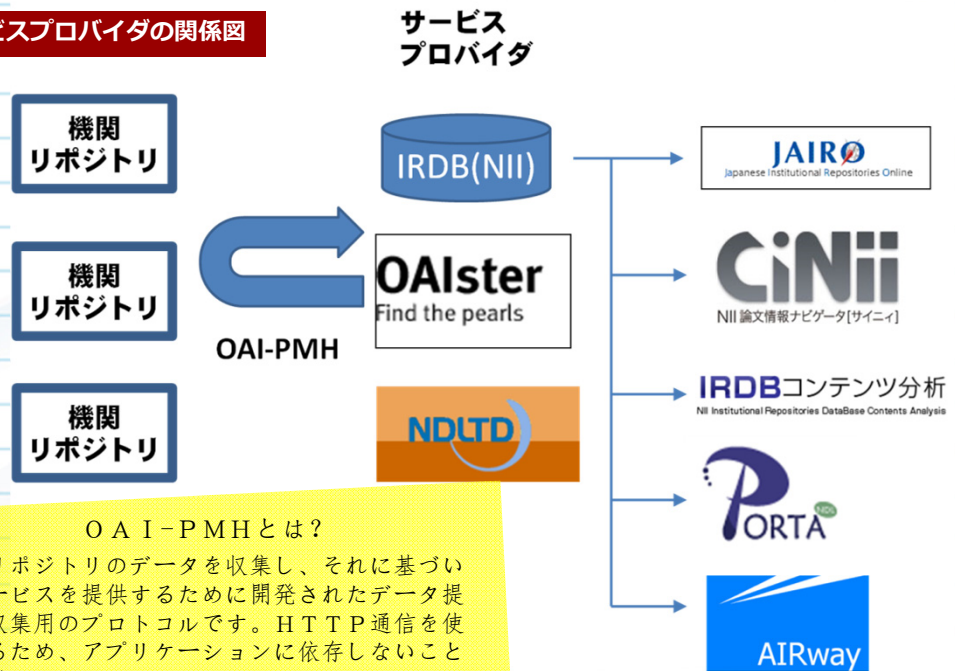 ビスプロバイダの関係図
サービス
プロバイダ
機関
リポジトリ
機関
リポジトリ
機関
リポジトリ
OAI-PMH
IRDB(NII)
OAIster
Find the pearls
NDLTD
JAIRO
Japanese Institutional Repositories Online
CiNii
NII 論文情報ナビゲータ[サイニィ]
IRDBコンテンツ分析
NII Institutional Repositories DataBase Contents Analysis
PORTA
NDL
AIRway
OAI-PMHとは?
リポジトリのデータを収集し、それに基づい
ービスを提供するために開発されたデータ提
収集用のプロトコルです。HTTP通信を使
るため、アプリケーションに依存しないこと